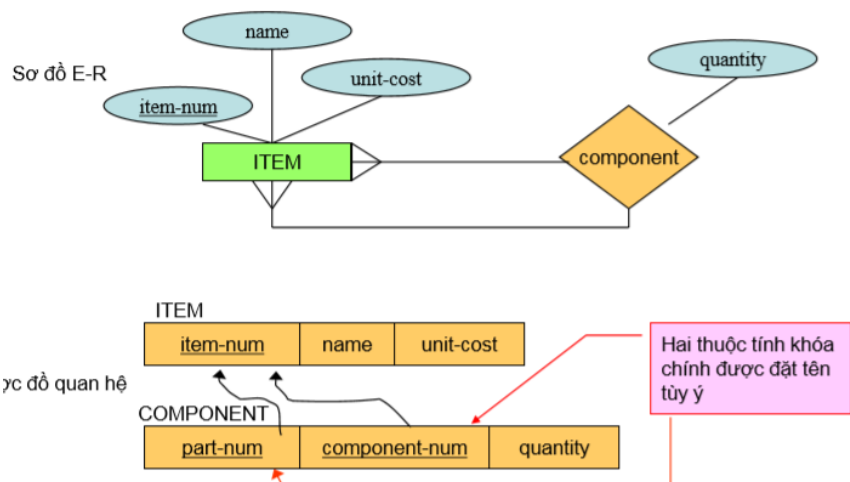 name
Sơ đồ E-R
unit-cost
quantity
item-num
ITEM
component
ITEM
item-num name unit-cost
ợc đồ quan hệ
Hai thuộc tính khóa
chính được đặt tên
tùy ý
COMPONENT
part-num component-num quantity